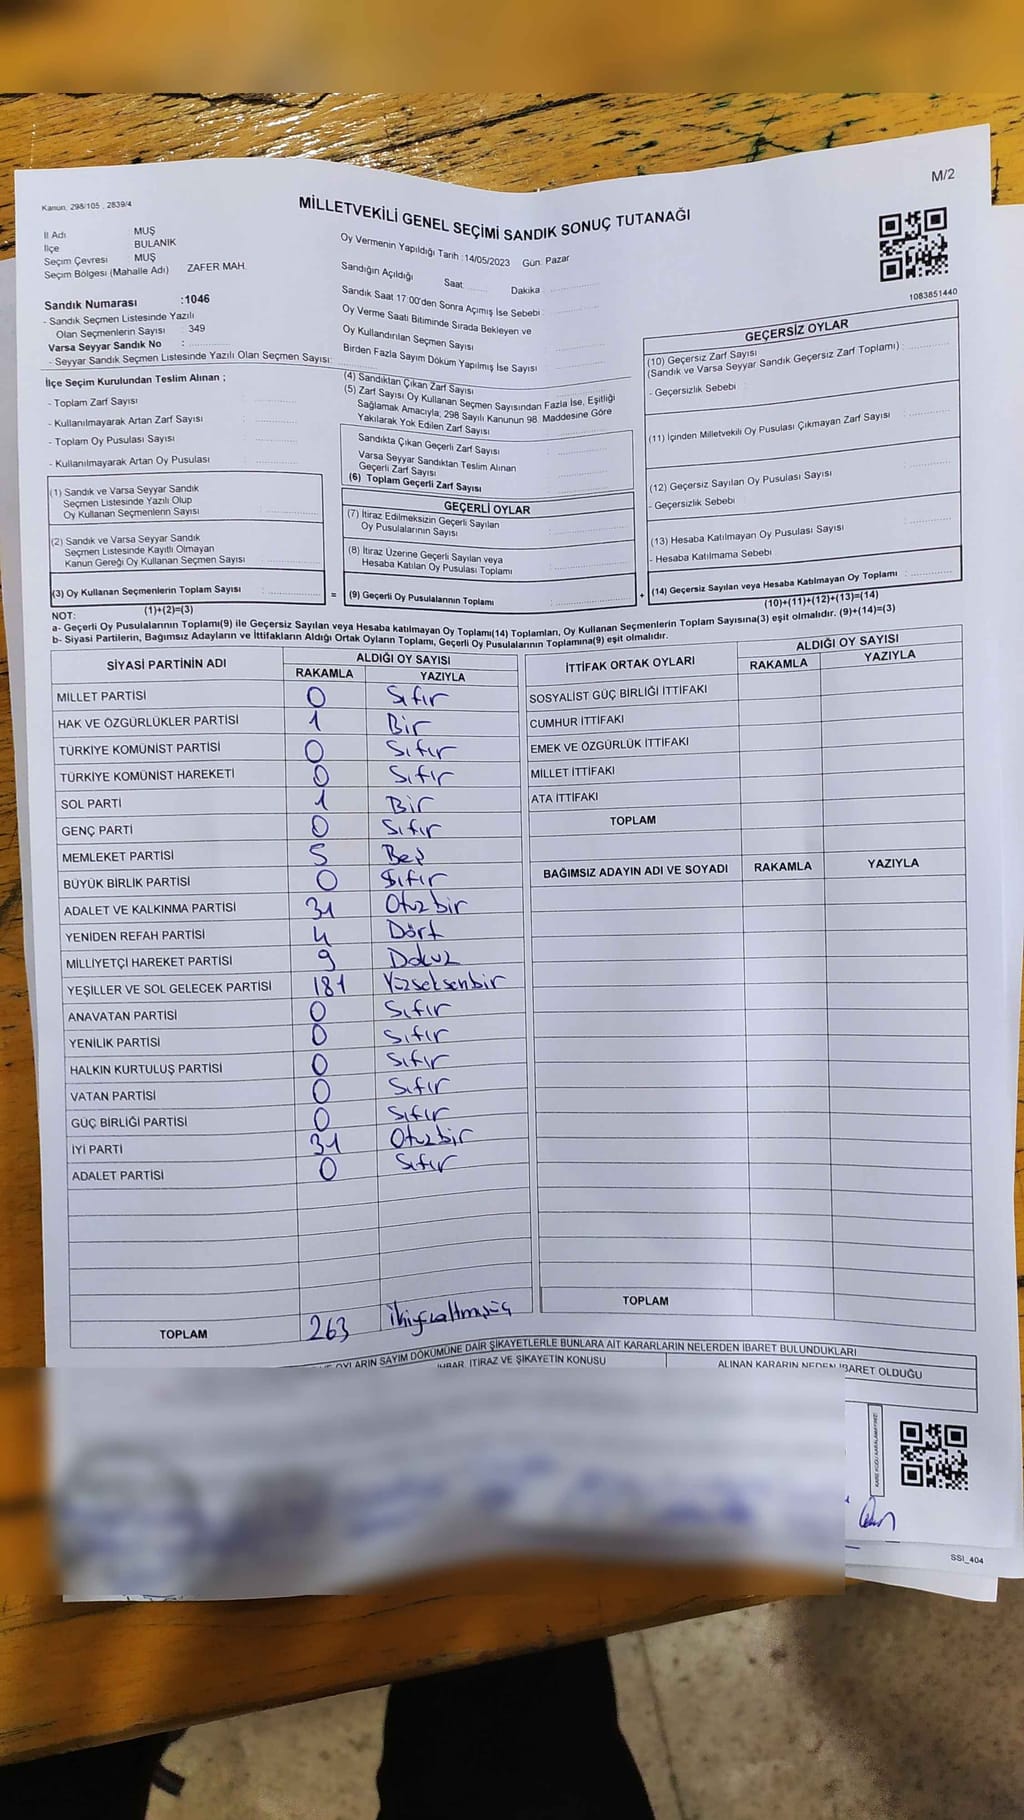 M/2
Kanun. 298/105 , 2839/4
MİLLETVEKİLİ GENEL SEÇİMİ SANDIK SONUÇ TUTANAĞI
İl Adı MUŞ
İlçe BULANIK
Seçim Çevresi MUŞ
Seçim Bölgesi (Mahalle Adı) ZAFER MAH.
Sandık Numarası :1046
- Sandık Seçmen Listesinde Yazılı
Olan Seçmenlerin Sayısı : 349
Varsa Seyyar Sandık No :
- Seyyar Sandık Seçmen Listesinde Yazılı Olan Seçmen Sayısı:
Oy Vermenin Yapıldığı Tarih :14/05/2023 Gün: Pazar
Sandığın Açıldığı Saat Dakika
Sandık Saat 17:00'den Sonra Açımış İse Sebebi
Oy Verme Saati Bitiminde Sırada Bekleyen ve
Oy Kullandırılan Seçmen Sayısı
Birden Fazla Sayım Döküm Yapılmış İse Sayısı
1083851440
İlçe Seçim Kurulundan Teslim Alınan ;
- Toplam Zarf Sayısı
- Kullanılmayarak Artan Zarf Sayısı
- Toplam Oy Pusulası Sayısı
- Kullanılmayarak Artan Oy Pusulası
(1) Sandık ve Varsa Seyyar Sandık
Seçmen Listesinde Yazılı Olup
Oy Kullanan Seçmenlerin Sayısı
(2) Sandık ve Varsa Seyyar Sandık
Seçmen Listesinde Kayıtlı Olmayan
Kanun Gereği Oy Kullanan Seçmen Sayısı
(3) Oy Kullanan Seçmenlerin Toplam Sayısı :
(1)+(2)=(3)
(4) Sandıktan Çıkan Zarf Sayısı
(5) Zarf Sayısı Oy Kullanan Seçmen Sayısından Fazla İse, Eşitliği
Sağlamak Amacıyla; 298 Sayılı Kanunun 98. Maddesine Göre
Yakılarak Yok Edilen Zarf Sayısı
Sandıkta Çıkan Geçerli Zarf Sayısı
Varsa Seyyar Sandıktan Teslim Alınan
Geçerli Zarf Sayısı
(6) Toplam Geçerli Zarf Sayısı
GEÇERLİ OYLAR
(7) İtiraz Edilmeksizin Geçerli Sayılan
Oy Pusulalarının Sayısı
(8) İtiraz Üzerine Geçerli Sayılan veya
Hesaba Katılan Oy Pusulası Toplamı
= (9) Geçerli Oy Pusulalarının Toplamı
GEÇERSİZ OYLAR
(10) Geçersiz Zarf Sayısı
(Sandık ve Varsa Seyyar Sandık Geçersiz Zarf Toplamı) :
- Geçersizlik Sebebi :
(11) İçinden Milletvekili Oy Pusulası Çıkmayan Zarf Sayısı
(12) Geçersiz Sayılan Oy Pusulası Sayısı
- Geçersizlik Sebebi :
(13) Hesaba Katılmayan Oy Pusulası Sayısı
- Hesaba Katılmama Sebebi :
+ (14) Geçersiz Sayılan veya Hesaba Katılmayan Oy Toplamı :
(10)+(11)+(12)+(13)=(14)
NOT:
a- Geçerli Oy Pusulalarının Toplamı(9) ile Geçersiz Sayılan veya Hesaba katılmayan Oy Toplamı(14) Toplamları, Oy Kullanan Seçmenlerin Toplam Sayısına(3) eşit olmalıdır. (9)+(14)=(3)
b- Siyasi Partilerin, Bağımsız Adayların ve İttifakların Aldığı Ortak Oyların Toplamı, Geçerli Oy Pusulalarının Toplamına(9) eşit olmalıdır.
SİYASİ PARTİNİN ADI ALDIĞI OY SAYISI
RAKAMLA YAZIYLA
MİLLET PARTİSİ 0 Sıfır
HAK VE ÖZGÜRLÜKLER PARTİSİ 1 Bir
TÜRKİYE KOMÜNİST PARTİSİ 0 Sıfır
TÜRKİYE KOMÜNİST HAREKETİ 0 Sıfır
SOL PARTİ 1 Bir
GENÇ PARTİ 0 Sıfır
MEMLEKET PARTİSİ 5 Beş
BÜYÜK BİRLİK PARTİSİ 0 Sıfır
ADALET VE KALKINMA PARTİSİ 31 Otuzbir
YENİDEN REFAH PARTİSİ 4 Dört
MİLLİYETÇİ HAREKET PARTİSİ 9 Dokuz
YEŞİLLER VE SOL GELECEK PARTİSİ 181 Yüzseksenbir
ANAVATAN PARTİSİ 0 Sıfır
YENİLİK PARTİSİ 0 Sıfır
HALKIN KURTULUŞ PARTİSİ 0 Sıfır
VATAN PARTİSİ 0 Sıfır
GÜÇ BİRLİĞİ PARTİSİ 0 Sıfır
İYİ PARTİ 31 Otuzbir
ADALET PARTİSİ 0 Sıfır
TOPLAM 263 İkiyüzaltmışüç
İTTİFAK ORTAK OYLARI ALDIĞI OY SAYISI
RAKAMLA YAZIYLA
SOSYALİST GÜÇ BİRLİĞİ İTTİFAKI
CUMHUR İTTİFAKI
EMEK VE ÖZGÜRLÜK İTTİFAKI
MİLLET İTTİFAKI
ATA İTTİFAKI
TOPLAM
BAĞIMSIZ ADAYIN ADI VE SOYADI RAKAMLA YAZIYLA
TOPLAM
OYLARIN SAYIM DÖKÜMÜNE DAİR ŞİKAYETLERLE BUNLARA AİT KARARLARIN NELERDEN İBARET BULUNDUKLARI
İHBAR, İTİRAZ VE ŞİKAYETİN KONUSU ALINAN KARARIN NEDEN İBARET OLDUĞU
SSI_404